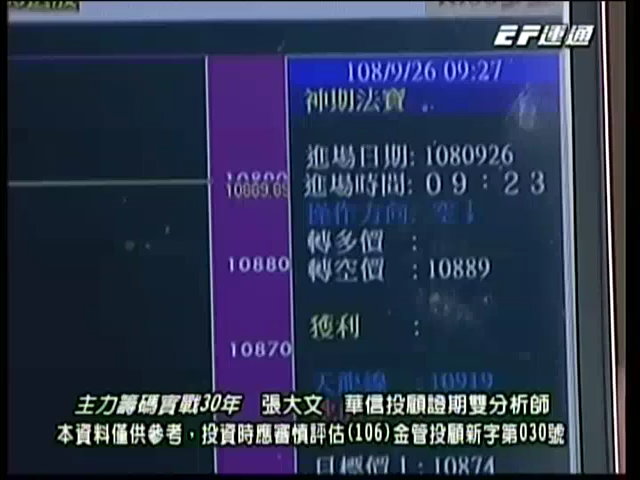 EF運通
108/9/26 09:27
神期法寶
進場日期: 1080926
進場時間: 09:23
10889.89
操作方向: 空↓
轉多價 :
10880
轉空價 :10889
獲利 :
10870
天龍線 :10919
主力籌碼實戰30年 張大文 華信投顧證期雙分析師
本資料僅供參考，投資時應審慎評估(106)金管投顧新字第030號
目標價1:10874